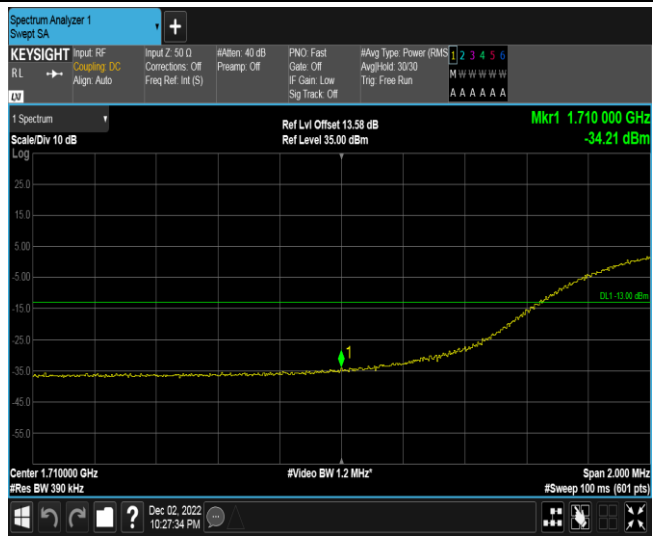 Spectrum Analyzer 1
Swept SA
+
KEYSIGHT
RL
LXI
Input: RF
Coupling: DC
Align: Auto
Input Z: 50 Ω
Corrections: Off
Freq Ref: Int (S)
#Atten: 40 dB
Preamp: Off
PNO: Fast
Gate: Off
IF Gain: Low
Sig Track: Off
#Avg Type: Power (RMS
Avg|Hold: 30/30
Trig: Free Run
1 2 3 4 5 6
M W W W W W
A A A A A A
1 Spectrum
Scale/Div 10 dB
Log
Ref Lvl Offset 13.58 dB
Ref Level 35.00 dBm
Mkr1 1.710 000 GHz
-34.21 dBm
25.0
15.0
5.00
-5.00
DL1 -13.00 dBm
-15.0
-25.0
1
-35.0
-45.0
-55.0
Center 1.710000 GHz
#Video BW 1.2 MHz*
Span 2.000 MHz
#Res BW 390 kHz
#Sweep 100 ms (601 pts)
?
Dec 02, 2022
10:27:34 PM